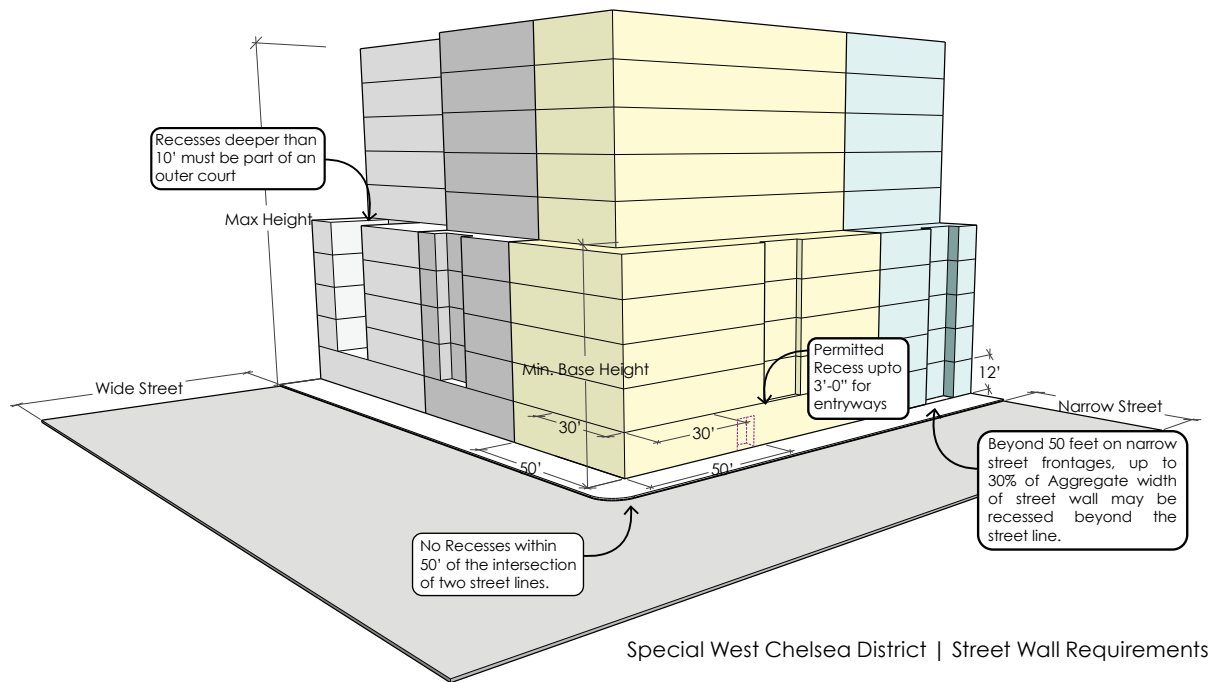 Recesses deeper than
10’ must be part of an
outer court
Max Height
Wide Street
Min. Base Height
Permitted
Recess upto
3’-0” for
entryways
12’
Narrow Street
30’
30’
50’
50’
Beyond 50 feet on narrow
street frontages, up to
30% of Aggregate width
of street wall may be
recessed beyond the
street line.
No Recesses within
50’ of the intersection
of two street lines.
Special West Chelsea District | Street Wall Requirements